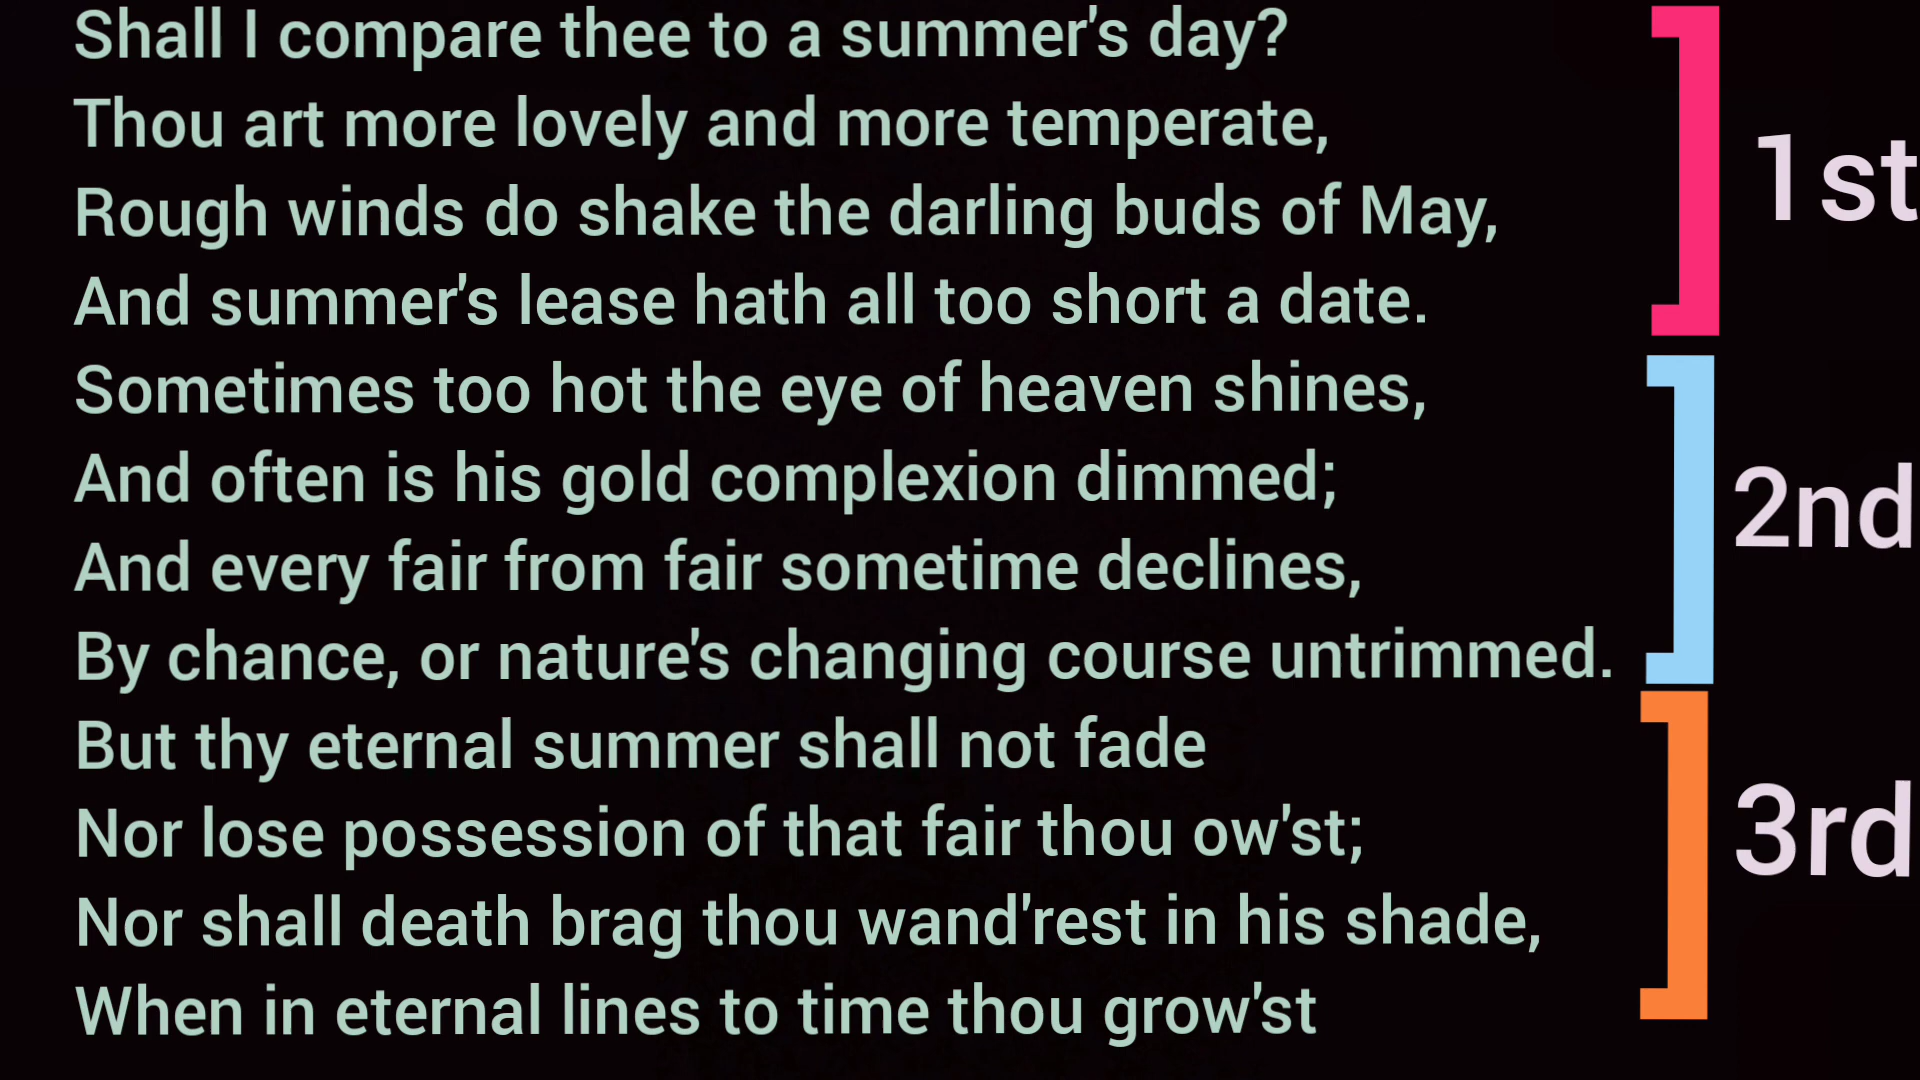 Shall I compare thee to a summer's day?
Thou art more lovely and more temperate,
Rough winds do shake the darling buds of May,
And summer's lease hath all too short a date.
1st
Sometimes too hot the eye of heaven shines,
And often is his gold complexion dimmed;
And every fair from fair sometime declines,
By chance, or nature's changing course untrimmed.
2nd
But thy eternal summer shall not fade
Nor lose possession of that fair thou ow'st;
Nor shall death brag thou wand'rest in his shade,
When in eternal lines to time thou grow'st
3rd